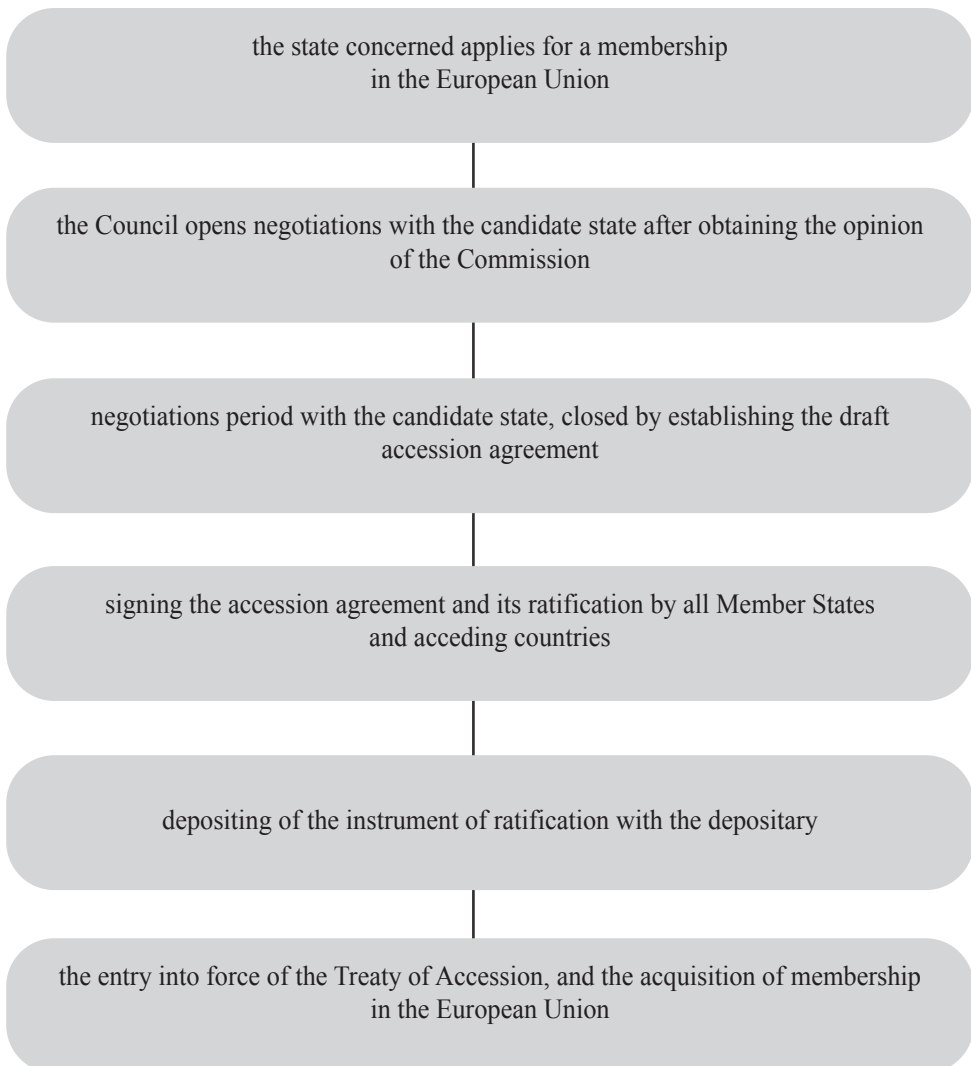 the state concerned applies for a membership
in the European Union
the Council opens negotiations with the candidate state after obtaining the opinion
of the Commission
negotiations period with the candidate state, closed by establishing the draft
accession agreement
signing the accession agreement and its ratification by all Member States
and acceding countries
depositing of the instrument of ratification with the depositary
the entry into force of the Treaty of Accession, and the acquisition of membership
in the European Union